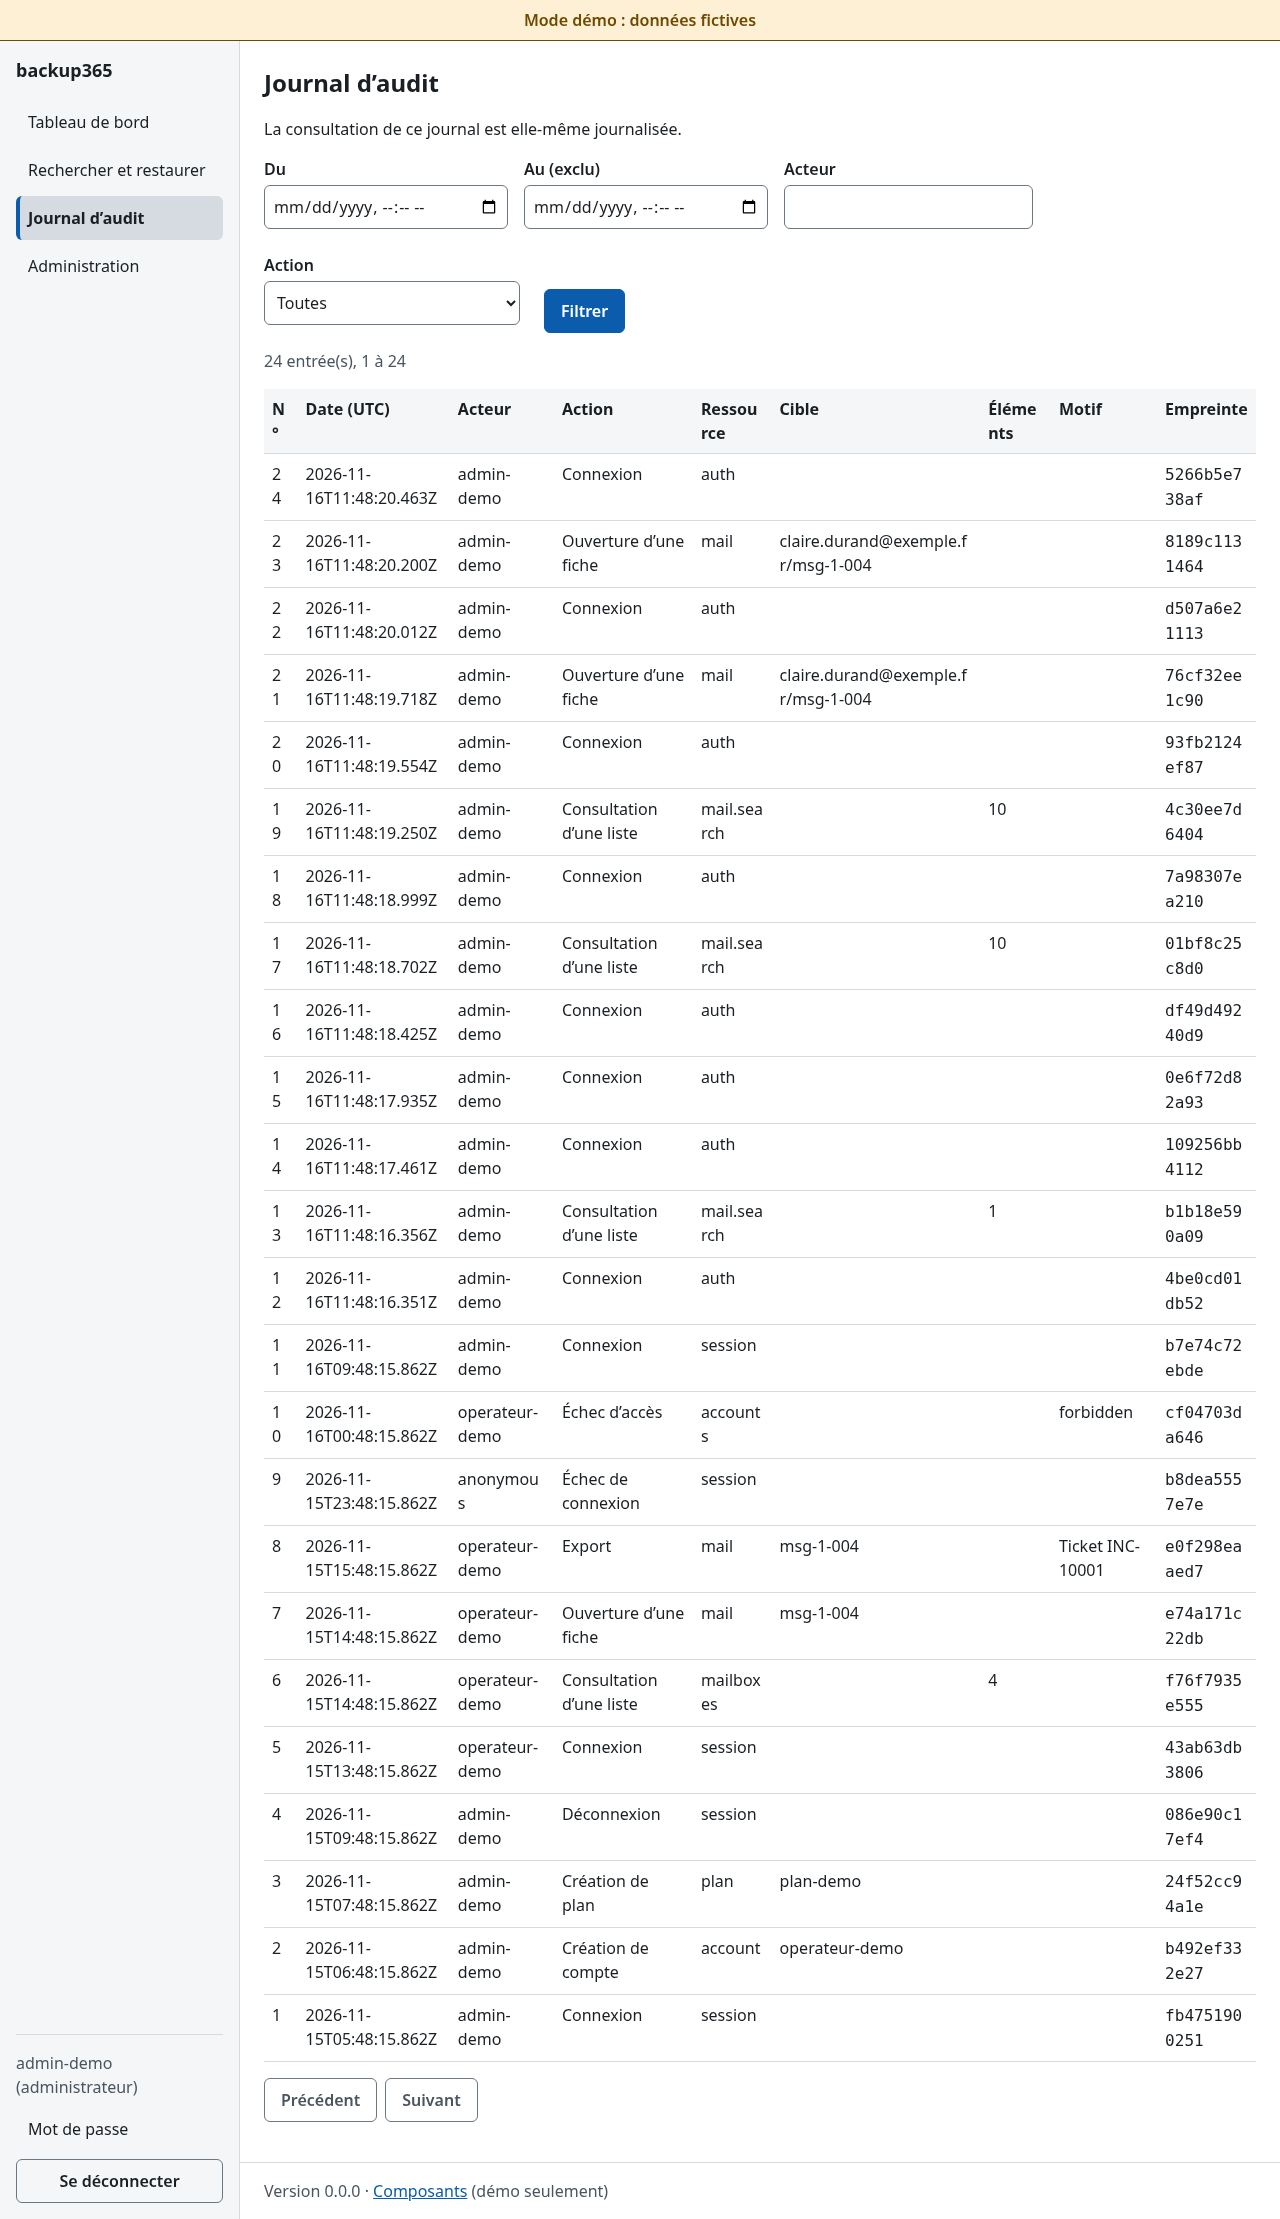 Mode démo : données fictives
backup365
Tableau de bord
Rechercher et restaurer
Journal d’audit
Administration
admin-demo
(administrateur)
Mot de passe
Se déconnecter
Journal d’audit
La consultation de ce journal est elle-même journalisée.
Du
mm/dd/yyyy, --:-- --
Au (exclu)
mm/dd/yyyy, --:-- --
Acteur
Action
Toutes
Filtrer
24 entrée(s), 1 à 24
N° Date (UTC) Acteur Action Ressource Cible Éléments Motif Empreinte
24 2026-11-16T11:48:20.463Z admin-demo Connexion auth 5266b5e738af
23 2026-11-16T11:48:20.200Z admin-demo Ouverture d’une fiche mail claire.durand@exemple.fr/msg-1-004 8189c1131464
22 2026-11-16T11:48:20.012Z admin-demo Connexion auth d507a6e21113
21 2026-11-16T11:48:19.718Z admin-demo Ouverture d’une fiche mail claire.durand@exemple.fr/msg-1-004 76cf32ee1c90
20 2026-11-16T11:48:19.554Z admin-demo Connexion auth 93fb2124ef87
19 2026-11-16T11:48:19.250Z admin-demo Consultation d’une liste mail.search 10 4c30ee7d6404
18 2026-11-16T11:48:18.999Z admin-demo Connexion auth 7a98307ea210
17 2026-11-16T11:48:18.702Z admin-demo Consultation d’une liste mail.search 10 01bf8c25c8d0
16 2026-11-16T11:48:18.425Z admin-demo Connexion auth df49d49240d9
15 2026-11-16T11:48:17.935Z admin-demo Connexion auth 0e6f72d82a93
14 2026-11-16T11:48:17.461Z admin-demo Connexion auth 109256bb4112
13 2026-11-16T11:48:16.356Z admin-demo Consultation d’une liste mail.search 1 b1b18e590a09
12 2026-11-16T11:48:16.351Z admin-demo Connexion auth 4be0cd01db52
11 2026-11-16T09:48:15.862Z admin-demo Connexion session b7e74c72ebde
10 2026-11-16T00:48:15.862Z operateur-demo Échec d’accès accounts forbidden cf04703da646
9 2026-11-15T23:48:15.862Z anonymous Échec de connexion session b8dea5557e7e
8 2026-11-15T15:48:15.862Z operateur-demo Export mail msg-1-004 Ticket INC-10001 e0f298eaaed7
7 2026-11-15T14:48:15.862Z operateur-demo Ouverture d’une fiche mail msg-1-004 e74a171c22db
6 2026-11-15T14:48:15.862Z operateur-demo Consultation d’une liste mailboxes 4 f76f7935e555
5 2026-11-15T13:48:15.862Z operateur-demo Connexion session 43ab63db3806
4 2026-11-15T09:48:15.862Z admin-demo Déconnexion session 086e90c17ef4
3 2026-11-15T07:48:15.862Z admin-demo Création de plan plan plan-demo 24f52cc94a1e
2 2026-11-15T06:48:15.862Z admin-demo Création de compte account operateur-demo b492ef332e27
1 2026-11-15T05:48:15.862Z admin-demo Connexion session fb4751900251
Précédent
Suivant
Version 0.0.0 · Composants (démo seulement)